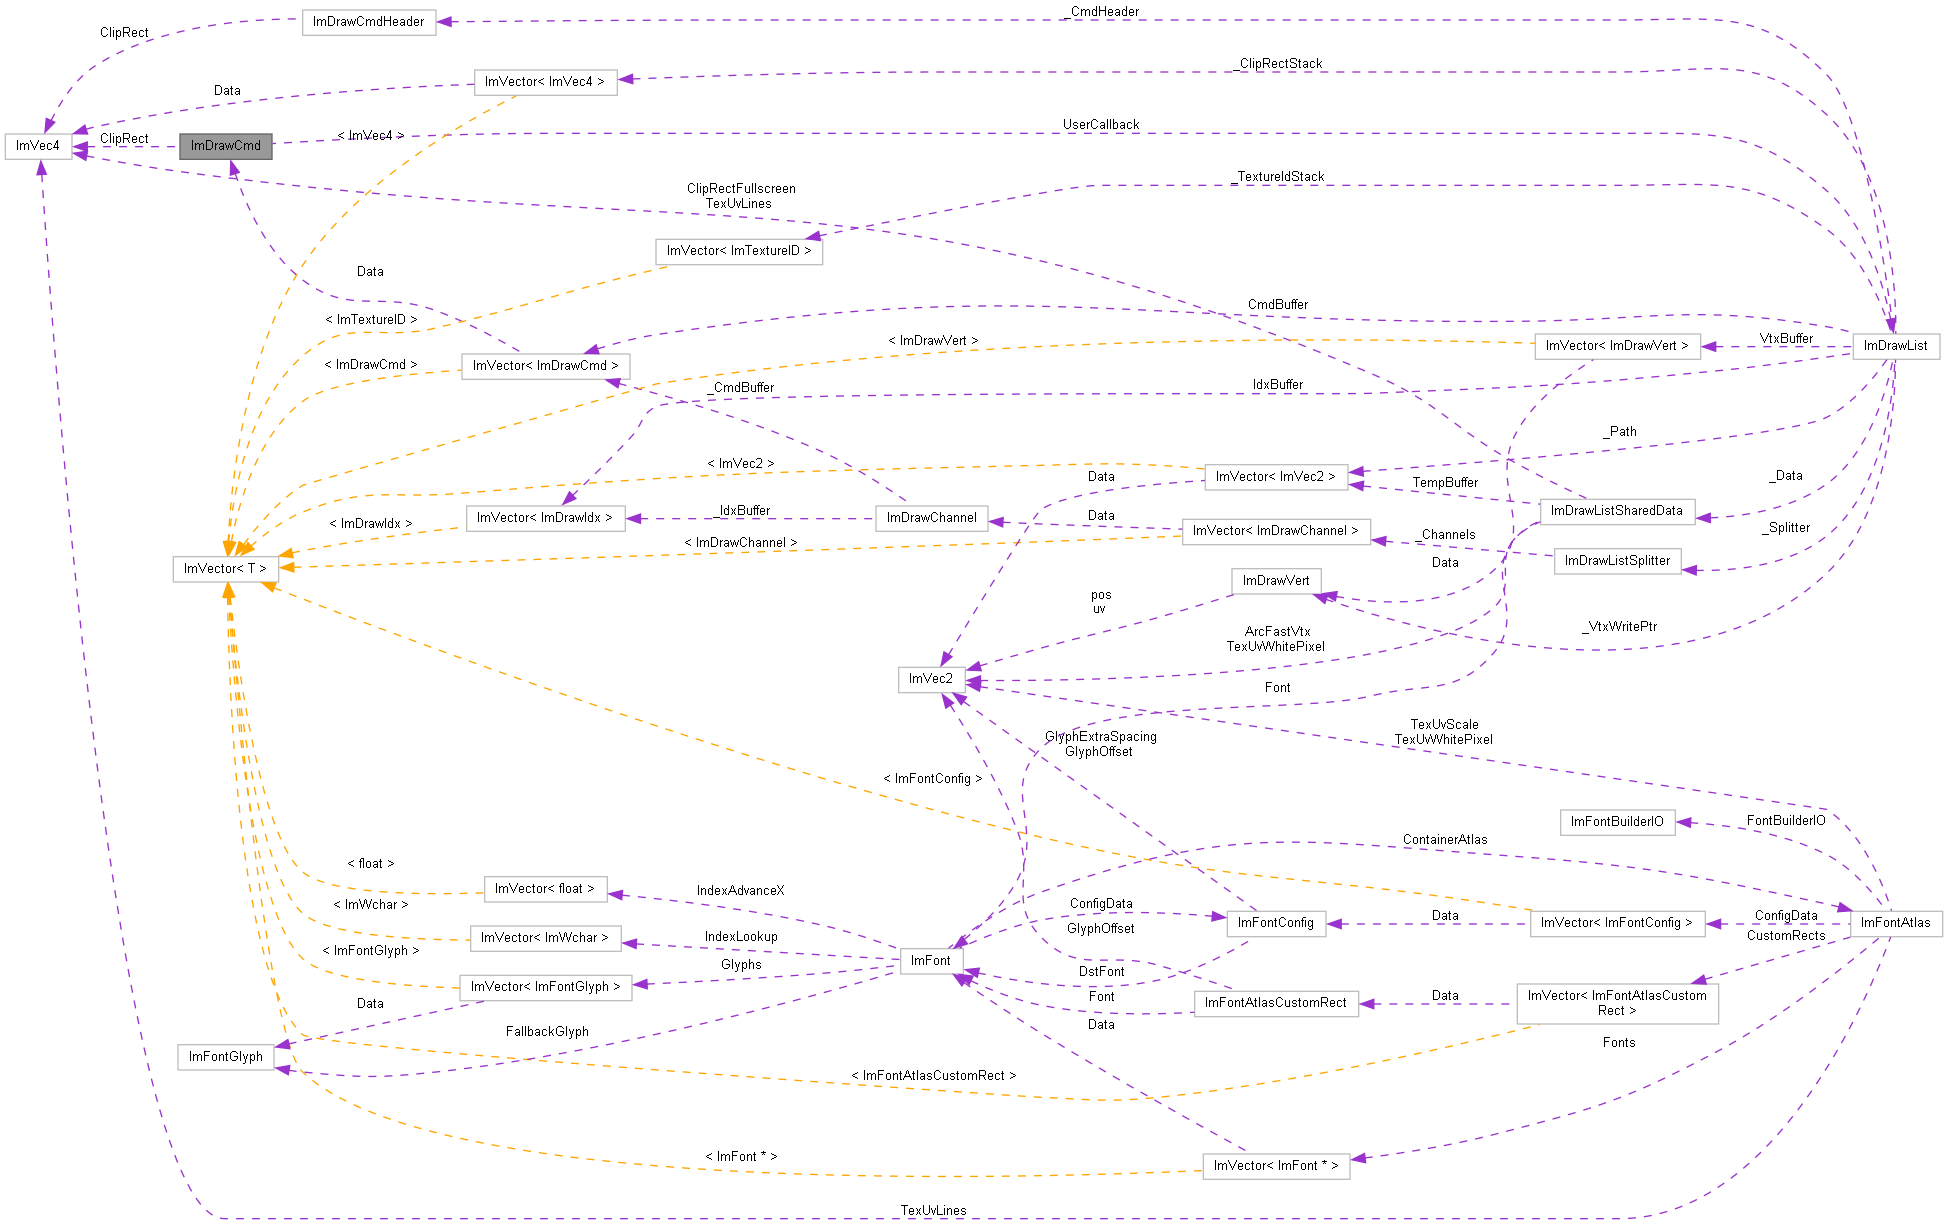 _CmdHeader
ImDrawCmdHeader
ClipRect
_ClipRectStack
ImVector< ImVec4 >
Data
UserCallback
< ImVec4 >
ClipRect
ImVec4
ImDrawCmd
_TextureIdStack
ClipRectFullscreen
TexUvLines
ImVector< ImTextureID >
Data
CmdBuffer
< ImTextureID >
< ImDrawVert >
VtxBuffer
ImVector< ImDrawVert >
ImDrawList
< ImDrawCmd >
ImVector< ImDrawCmd >
_CmdBuffer
IdxBuffer
_Path
< ImVec2 >
Data
ImVector< ImVec2 >
TempBuffer
_Data
< ImDrawIdx >
ImVector< ImDrawIdx >
_IdxBuffer
ImDrawChannel
Data
ImDrawListSharedData
ImVector< ImDrawChannel >
_Channels
_Splitter
< ImDrawChannel >
ImVector< T >
Data
ImDrawListSplitter
ImDrawVert
pos
uv
ArcFastVtx
TexUvWhitePixel
_VtxWritePtr
ImVec2
Font
TexUvScale
TexUvWhitePixel
GlyphExtraSpacing
GlyphOffset
< ImFontConfig >
ImFontBuilderIO
FontBuilderIO
ContainerAtlas
< float >
ImVector< float >
IndexAdvanceX
< ImWchar >
ConfigData
Data
ConfigData
ImVector< ImWchar >
IndexLookup
GlyphOffset
ImFontConfig
ImVector< ImFontConfig >
ImFontAtlas
CustomRects
< ImFontGlyph >
Glyphs
ImFont
DstFont
ImVector< ImFontGlyph >
Data
Font
ImFontAtlasCustomRect
Data
ImVector< ImFontAtlasCustom
Rect >
FallbackGlyph
Data
Fonts
ImFontGlyph
< ImFontAtlasCustomRect >
< ImFont * >
ImVector< ImFont * >
TexUvLines